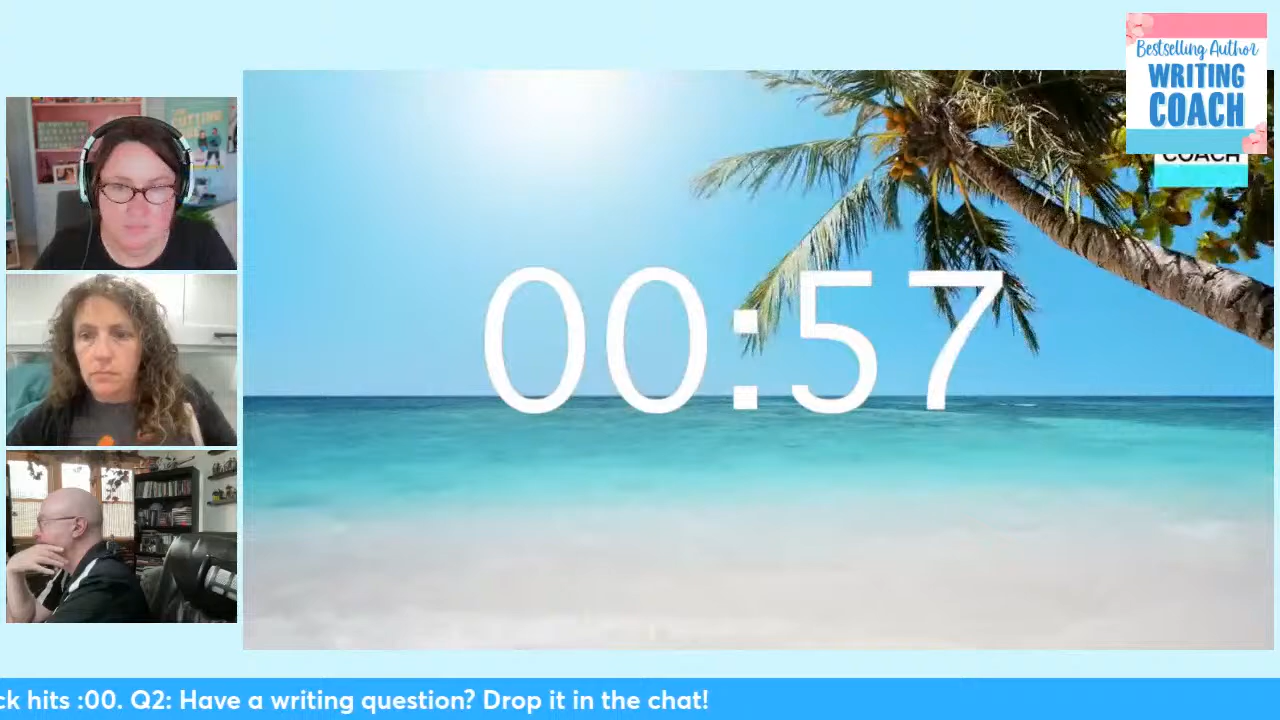 Bestselling Author
WRITING
COACH
COACH
00:57
ck hits :00. Q2: Have a writing question? Drop it in the chat!